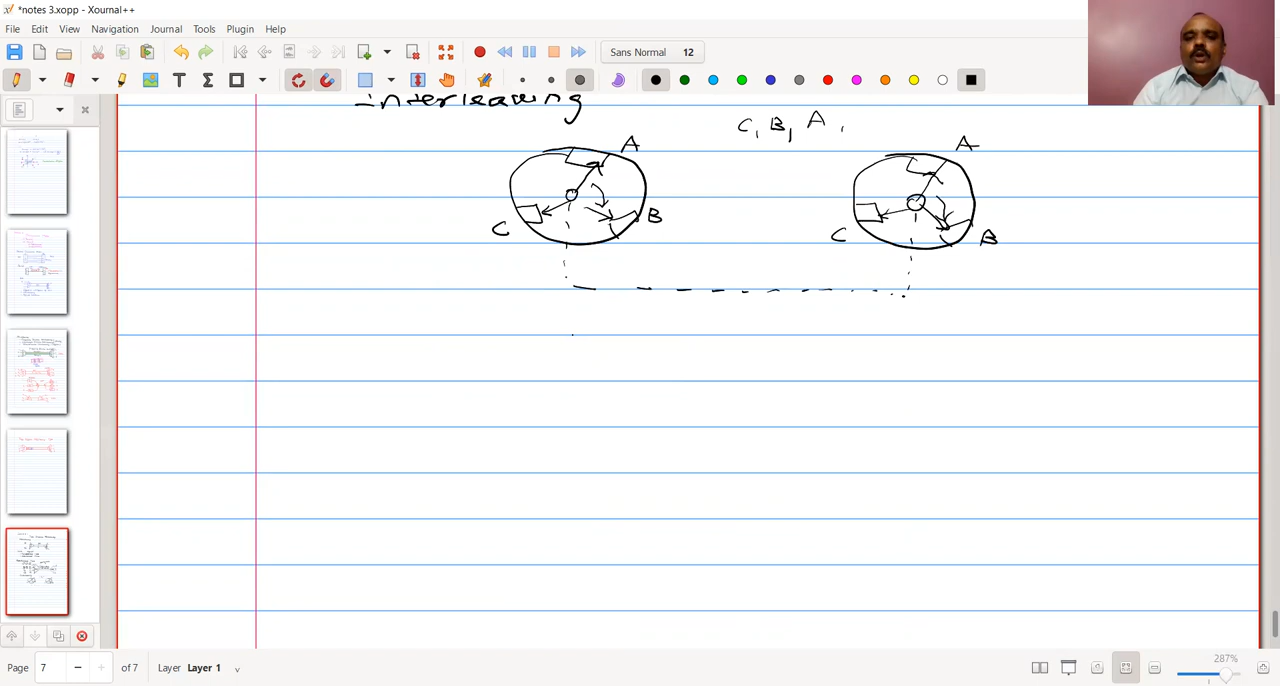 *notes 3.xopp - Xournal++
File Edit View Navigation Journal Tools Plugin Help
Sans Normal 12
interleaving
C, B, A,
A A
B
C
C B
Page 7 of 7 Layer Layer 1
287%